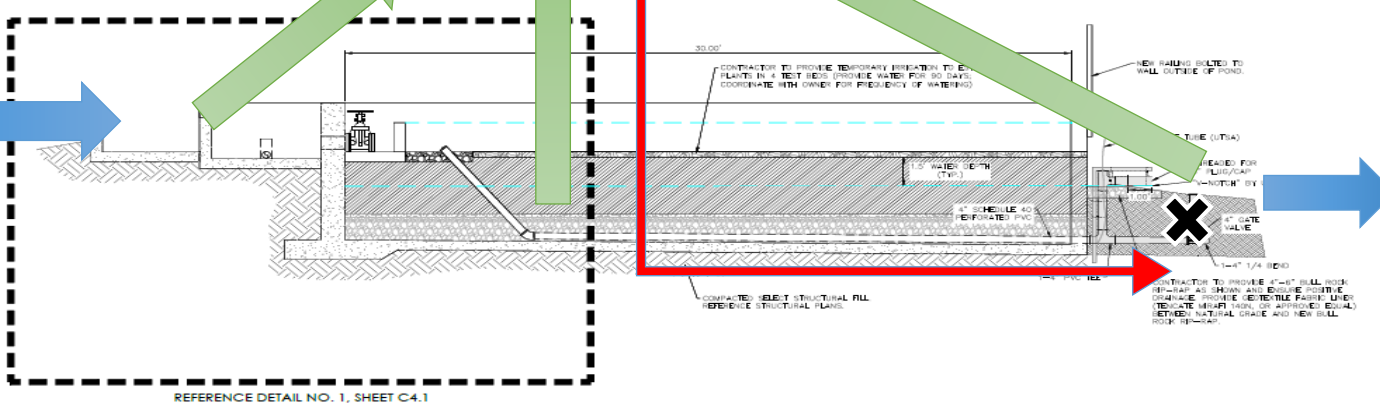 30.00'
CONTRACTOR TO PROVIDE TEMPORARY IRRIGATION TO
PLANTS IN 4 TEST BEDS (PROVIDE WATER FOR 90 DAYS;
COORDINATE WITH OWNER FOR FREQUENCY OF WATERING)
NEW RAILING BOLTED TO
WALL OUTSIDE OF POND.
TUBE (UTSA)
FOR
PLUG/CAP
"V-NOTCH" BY
1.5' WATER DEPTH
(TYP.)
1.00'
4" SCHEDULE 40
PERFORATED PVC
4" GATE
VALVE
1-4" 1/4 BEND
1-4" PVC TEE
CONTRACTOR TO PROVIDE 4"-8" BULL ROCK
RIP-RAP AS SHOWN AND ENSURE POSITIVE
DRAINAGE. PROVIDE GEOTEXTILE FABRIC LINER
(TENCATE MIRAFI 140N, OR APPROVED EQUAL)
BETWEEN NATURAL GRADE AND NEW BULL
ROCK RIP-RAP.
COMPACTED SELECT STRUCTURAL FILL
REFERENCE STRUCTURAL PLANS.
REFERENCE DETAIL NO. 1, SHEET C4.1